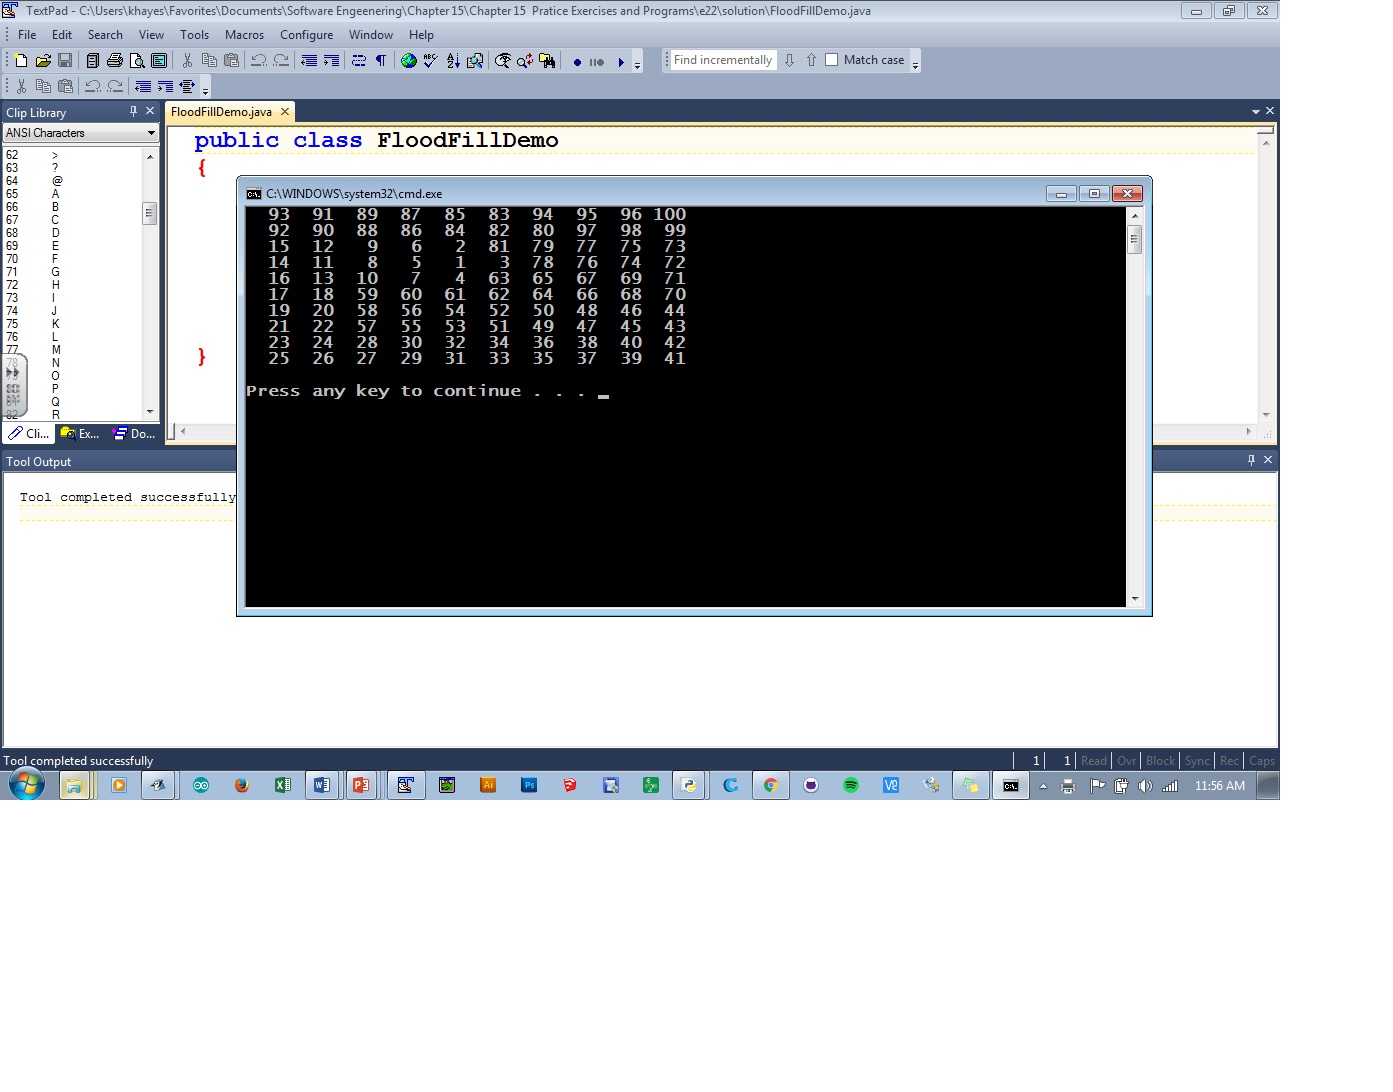 TextPad - C:\Users\khayes\Favorites\Documents\Software Engeenering\Chapter 15\Chapter 15  Pratice Exercises and Programs\e22\solution\FloodFillDemo.java
File Edit Search View Tools Macros Configure Window Help
Find incrementally Match case
Clip Library
FloodFillDemo.java
ANSI Characters
62 >
63 ?
64 @
65 A
66 B
67 C
68 D
69 E
70 F
71 G
72 H
73 I
74 J
75 K
76 L
77 M
78 N
79 O
80 P
81 Q
82 R
Cli... Ex... Do...
public class FloodFillDemo
{
}
C:\WINDOWS\system32\cmd.exe
93 91 89 87 85 83 94 95 96 100
92 90 88 86 84 82 80 97 98 99
15 12 9 6 2 81 79 77 75 73
14 11 8 5 1 3 78 76 74 72
16 13 10 7 4 63 65 67 69 71
17 18 59 60 61 62 64 66 68 70
19 20 58 56 54 52 50 48 46 44
21 22 57 55 53 51 49 47 45 43
23 24 28 30 32 34 36 38 40 42
25 26 27 29 31 33 35 37 39 41
Press any key to continue . . .
Tool Output
Tool completed successfully
Tool completed successfully
1 1 Read Ovr Block Sync Rec Caps
11:56 AM